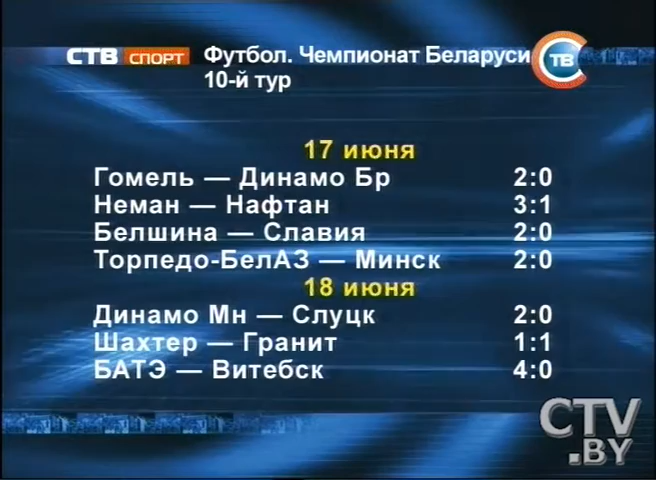 СТВ СПОРТ
Футбол. Чемпионат Беларуси
10-й тур
СТВ
17 июня
Гомель — Динамо Бр 2:0
Неман — Нафтан 3:1
Белшина — Славия 2:0
Торпедо-БелАЗ — Минск 2:0
18 июня
Динамо Мн — Слуцк 2:0
Шахтер — Гранит 1:1
БАТЭ — Витебск 4:0
CTV
.BY